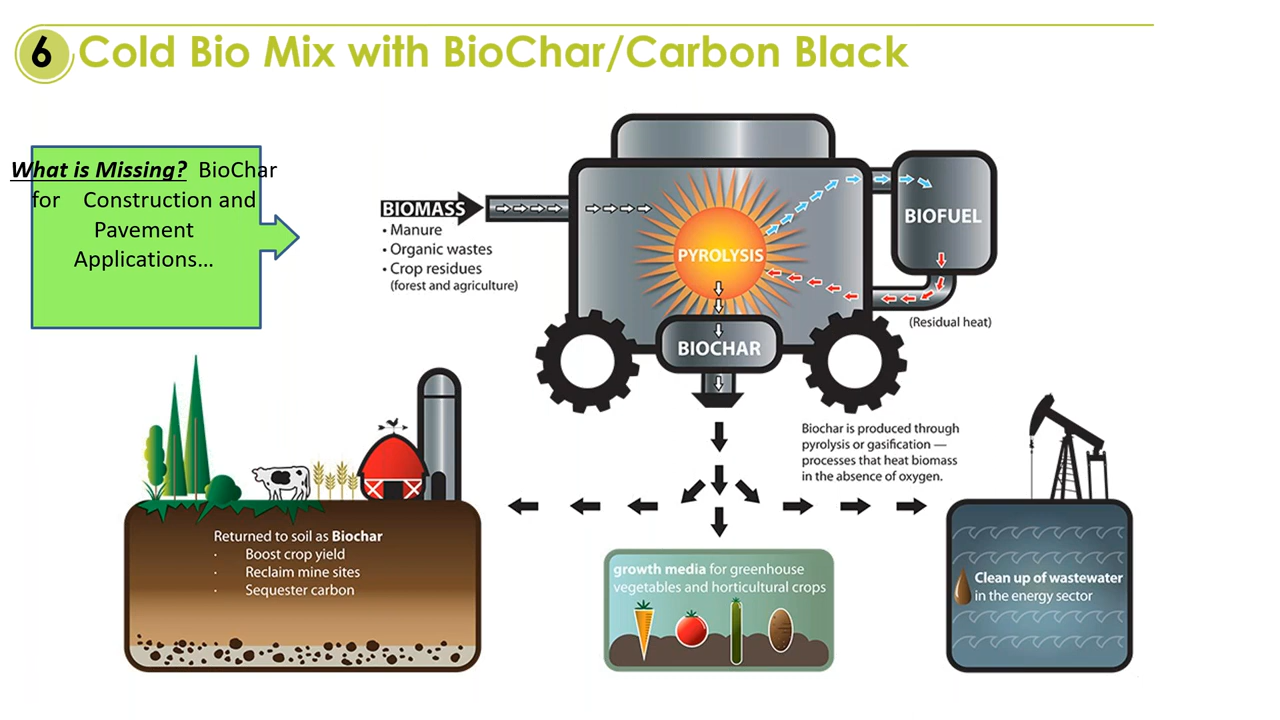 6 Cold Bio Mix with BioChar/Carbon Black
What is Missing? BioChar
for Construction and
Pavement
Applications...
BIOMASS
• Manure
• Organic wastes
• Crop residues
(forest and agriculture)
PYROLYSIS
BIOFUEL
(Residual heat)
BIOCHAR
Biochar is produced through
pyrolysis or gasification —
processes that heat biomass
in the absence of oxygen.
Returned to soil as Biochar
· Boost crop yield
· Reclaim mine sites
· Sequester carbon
growth media for greenhouse
vegetables and horticultural crops
Clean up of wastewater
in the energy sector